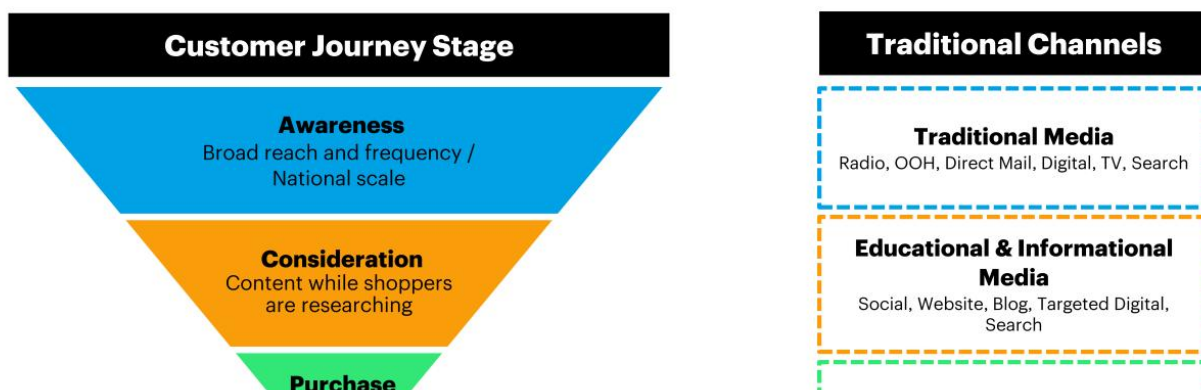 Customer Journey Stage
Awareness
Broad reach and frequency /
National scale
Consideration
Content while shoppers
are researching
Purchase
Traditional Channels
Traditional Media
Radio, OOH, Direct Mail, Digital, TV, Search
Educational & Informational
Media
Social, Website, Blog, Targeted Digital,
Search